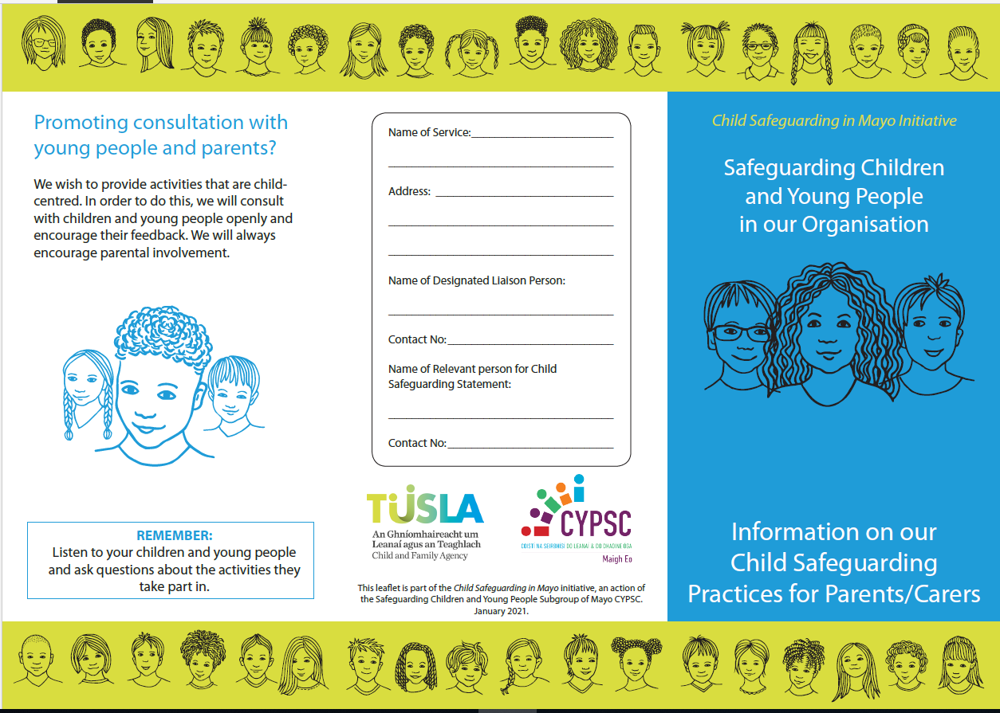 Promoting consultation with
young people and parents?
We wish to provide activities that are child-
centred. In order to do this, we will consult
with children and young people openly and
encourage their feedback. We will always
encourage parental involvement.
REMEMBER:
Listen to your children and young people
and ask questions about the activities they
take part in.
Name of Service:
Address:
Name of Designated Liaison Person:
Contact No:
Name of Relevant person for Child
Safeguarding Statement:
Contact No:
TUSLA
An Ghníomhaireacht um
Leanaí agus an Teaghlach
Child and Family Agency
CYPSC
COISTÍ NA SEIRBHÍSÍ DO LEANAÍ & DO DHAOINE ÓGA
Maigh Eo
This leaflet is part of the Child Safeguarding in Mayo initiative, an action of
the Safeguarding Children and Young People Subgroup of Mayo CYPSC.
January 2021.
Child Safeguarding in Mayo Initiative
Safeguarding Children
and Young People
in our Organisation
Information on our
Child Safeguarding
Practices for Parents/Carers